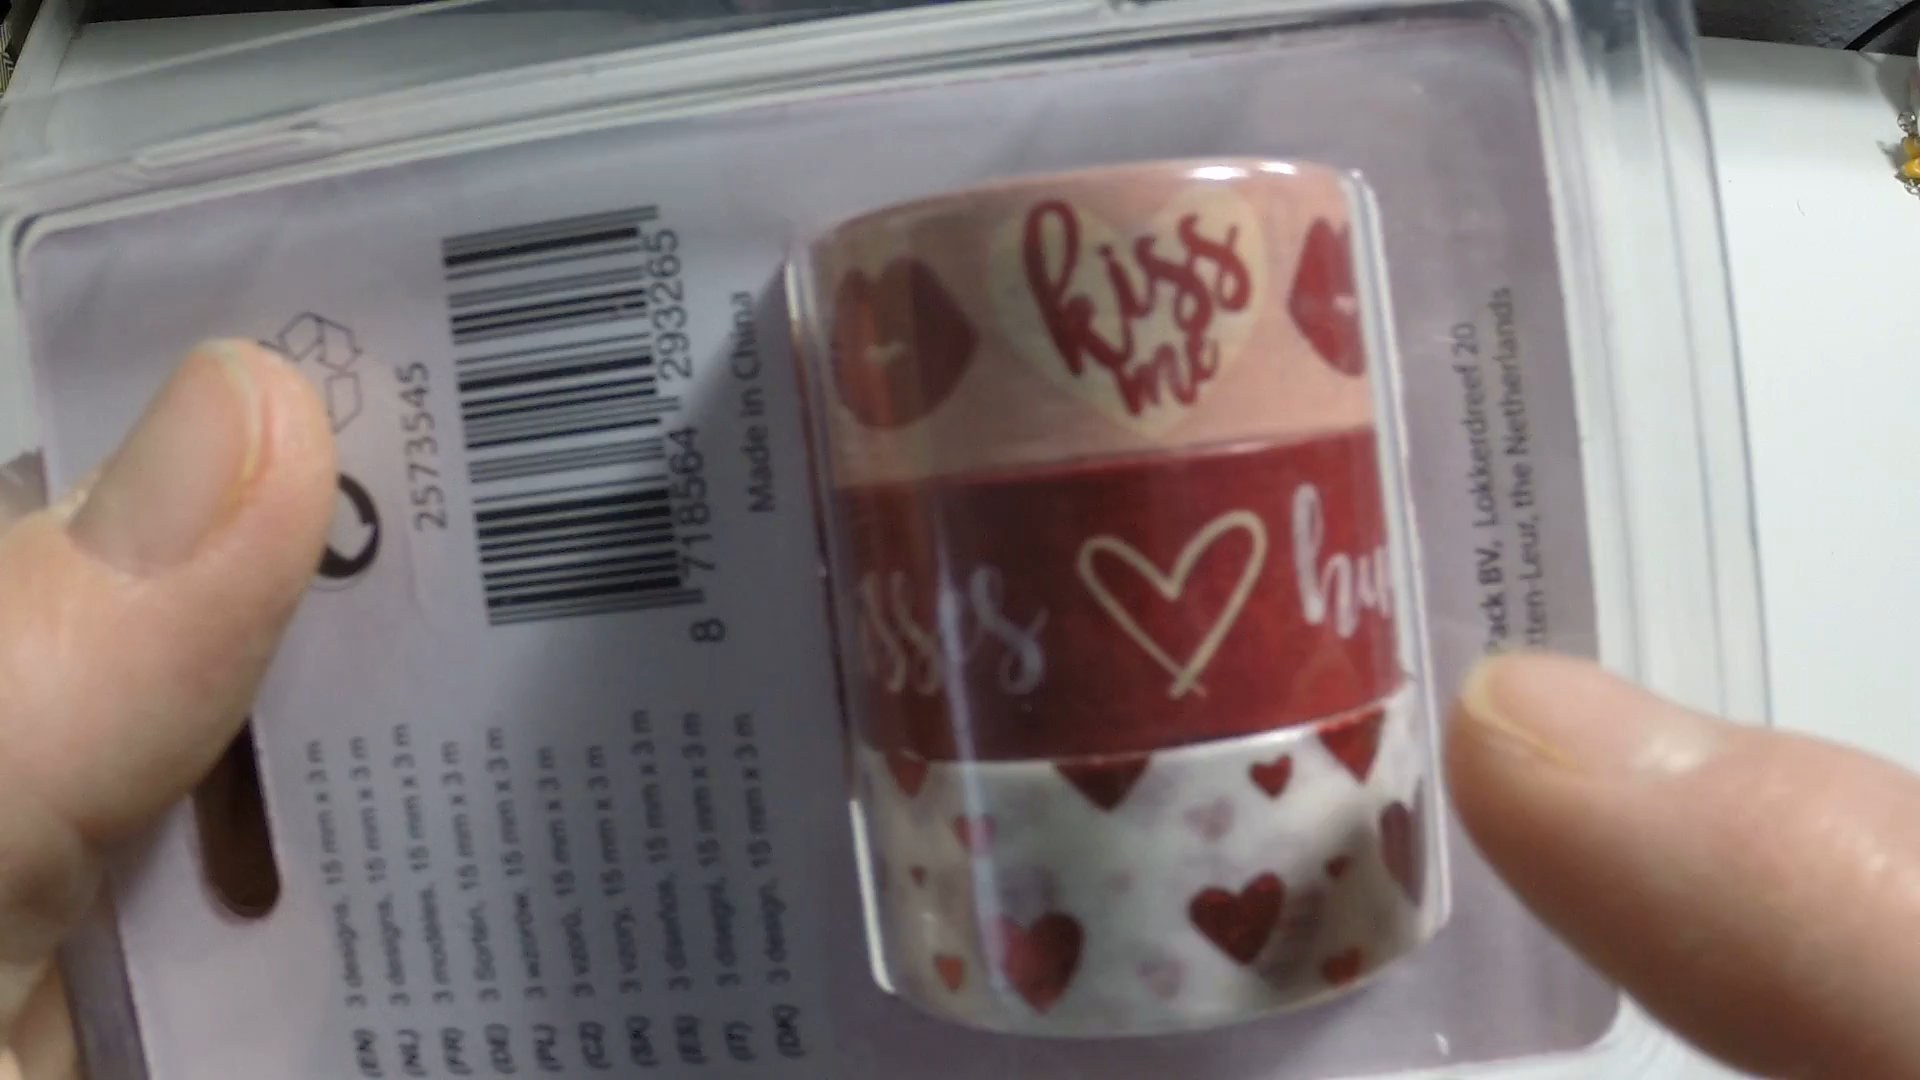 (EN) 3 designs, 15 mm x 3 m
(NL) 3 designs, 15 mm x 3 m
(FR) 3 modèles, 15 mm x 3 m
(DE) 3 Sorten, 15 mm x 3 m
(PL) 3 wzorów, 15 mm x 3 m
(CZ) 3 vzorů, 15 mm x 3 m
(SK) 3 vzory, 15 mm x 3 m
(ES) 3 diseños, 15 mm x 3 m
(IT) 3 disegni, 15 mm x 3 m
(DK) 3 design, 15 mm x 3 m
2573545
8 718564 293265
Made in China
kiss
me
sses hu
Pack BV, Lokkerdreef 20
tten-Leur, the Netherlands